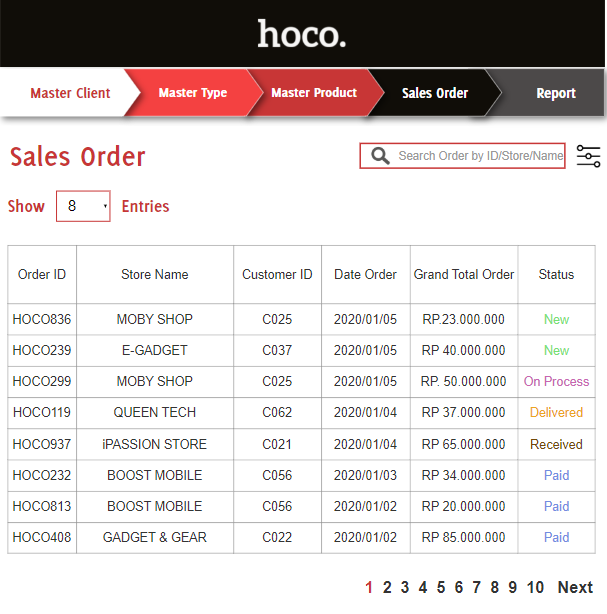 hoco.
Master Client Master Type Master Product Sales Order Report
Sales Order Search Order by ID/Store/Name
Show 8 Entries
Order ID Store Name Customer ID Date Order Grand Total Order Status
HOCO836 MOBY SHOP C025 2020/01/05 RP.23.000.000 New
HOCO239 E-GADGET C037 2020/01/05 RP 40.000.000 New
HOCO299 MOBY SHOP C025 2020/01/05 RP. 50.000.000 On Process
HOCO119 QUEEN TECH C062 2020/01/04 RP 37.000.000 Delivered
HOCO937 iPASSION STORE C021 2020/01/04 RP 65.000.000 Received
HOCO232 BOOST MOBILE C056 2020/01/03 RP 34.000.000 Paid
HOCO813 BOOST MOBILE C056 2020/01/02 RP 20.000.000 Paid
HOCO408 GADGET & GEAR C022 2020/01/02 RP 85.000.000 Paid
1 2 3 4 5 6 7 8 9 10 Next